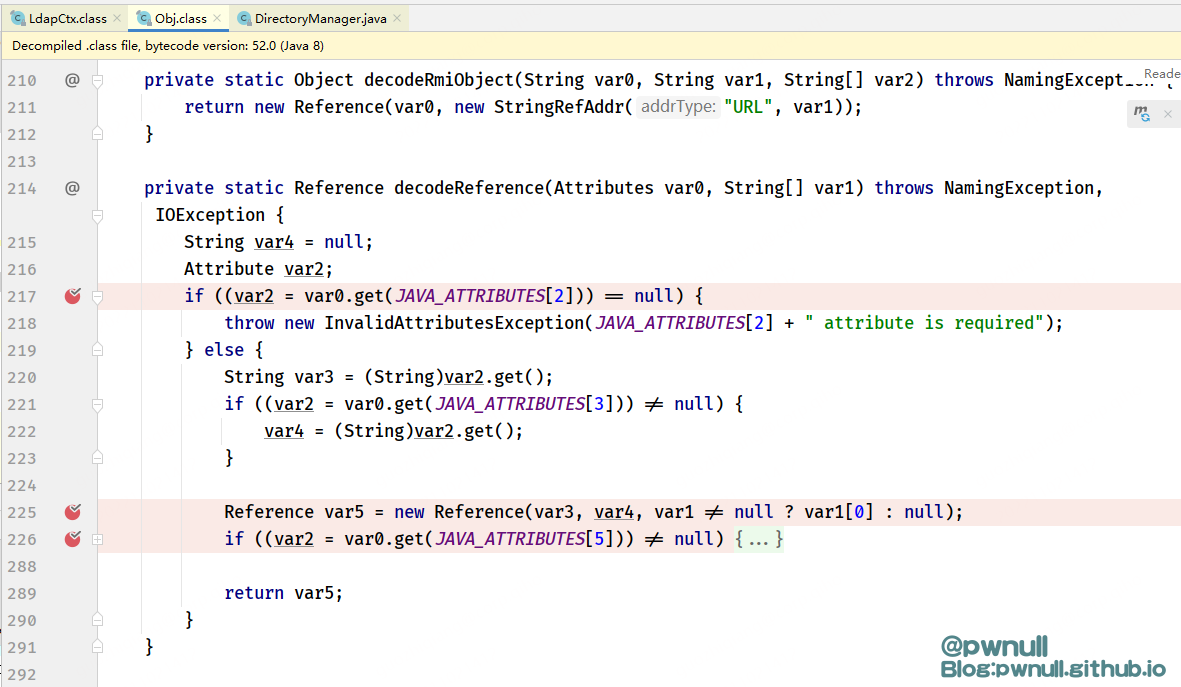 LdapCtx.class
Obj.class
DirectoryManager.java
Decompiled .class file, bytecode version: 52.0 (Java 8)
Reade
210 @ private static Object decodeRmiObject(String var0, String var1, String[] var2) throws NamingException {
211 return new Reference(var0, new StringRefAddr( addrType: "URL", var1));
212 }
213
214 @ private static Reference decodeReference(Attributes var0, String[] var1) throws NamingException,
IOException {
215 String var4 = null;
216 Attribute var2;
217 if ((var2 = var0.get(JAVA_ATTRIBUTES[2])) == null) {
218 throw new InvalidAttributesException(JAVA_ATTRIBUTES[2] + " attribute is required");
219 } else {
220 String var3 = (String)var2.get();
221 if ((var2 = var0.get(JAVA_ATTRIBUTES[3])) != null) {
222 var4 = (String)var2.get();
223 }
224
225 Reference var5 = new Reference(var3, var4, var1 != null ? var1[0] : null);
226 if ((var2 = var0.get(JAVA_ATTRIBUTES[5])) != null) {...}
288
289 return var5;
290 }
291 }
292
@pwnull
Blog:pwnull.github.io